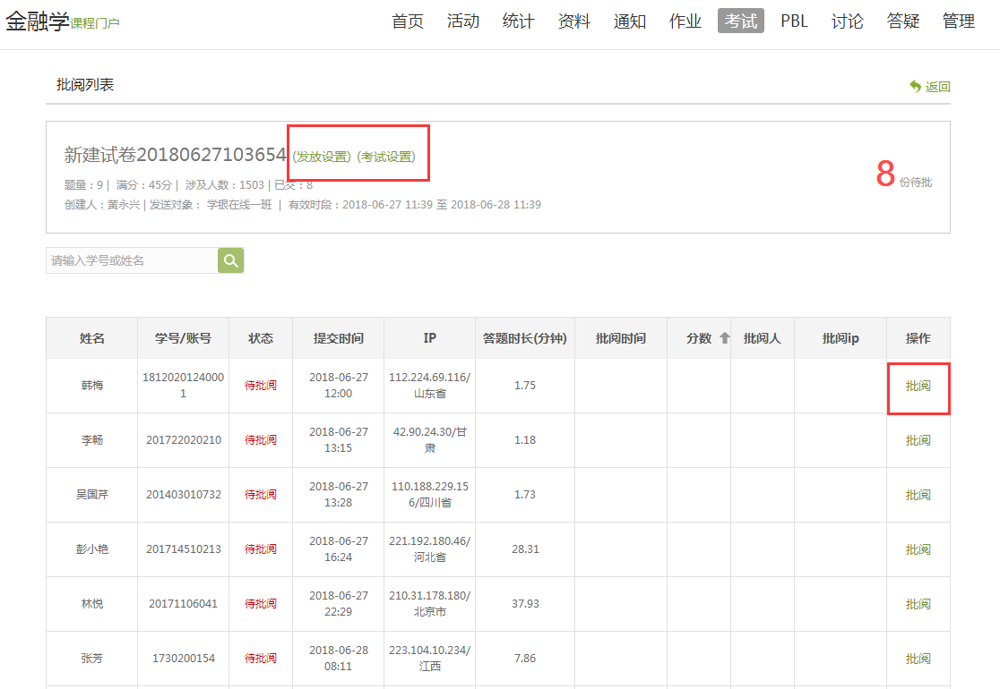 金融学课程门户 首页 活动 统计 资料 通知 作业 考试 PBL 讨论 答疑 管理
批阅列表 返回
新建试卷20180627103654 (发放设置) (考试设置)
题量：9 | 满分：45分 | 涉及人数：1503 | 已交：8
8 份待批
创建人：黄永兴 | 发送对象： 学银在线一班 | 有效时段：2018-06-27 11:39 至 2018-06-28 11:39
请输入学号或姓名
姓名 学号/账号 状态 提交时间 IP 答题时长(分钟) 批阅时间 分数 批阅人 批阅ip 操作
韩梅 1812020124000 待批阅 2018-06-27 112.224.69.116/ 1.75 批阅
1 12:00 山东省
李畅 201722020210 待批阅 2018-06-27 42.90.24.30/甘 1.18 批阅
13:15 肃
吴国芹 201403010732 待批阅 2018-06-27 110.188.229.15 1.73 批阅
13:28 6/四川省
彭小艳 201714510213 待批阅 2018-06-27 221.192.180.46/ 28.31 批阅
16:24 河北省
林悦 20171106041 待批阅 2018-06-27 210.31.178.180/ 37.93 批阅
22:29 北京市
张芳 1730200154 待批阅 2018-06-28 223.104.10.234/ 7.86 批阅
08:11 江西